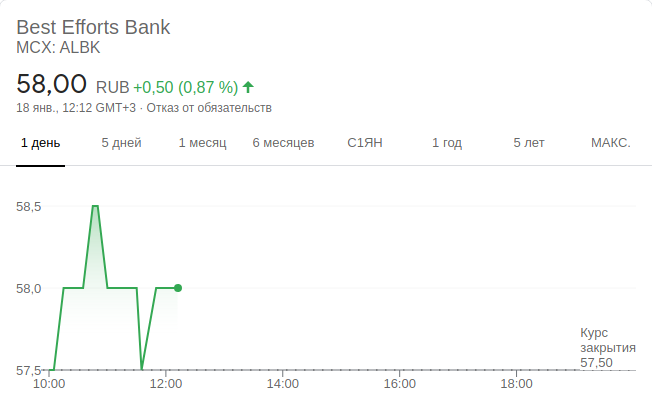 Best Efforts Bank
MCX: ALBK
58,00 RUB +0,50 (0,87 %)
18 янв., 12:12 GMT+3 · Отказ от обязательств
1 день 5 дней 1 месяц 6 месяцев С1ЯН 1 год 5 лет МАКС.
58,5
58,0
Курс
закрытия
57,50
57,5
10:00 12:00 14:00 16:00 18:00